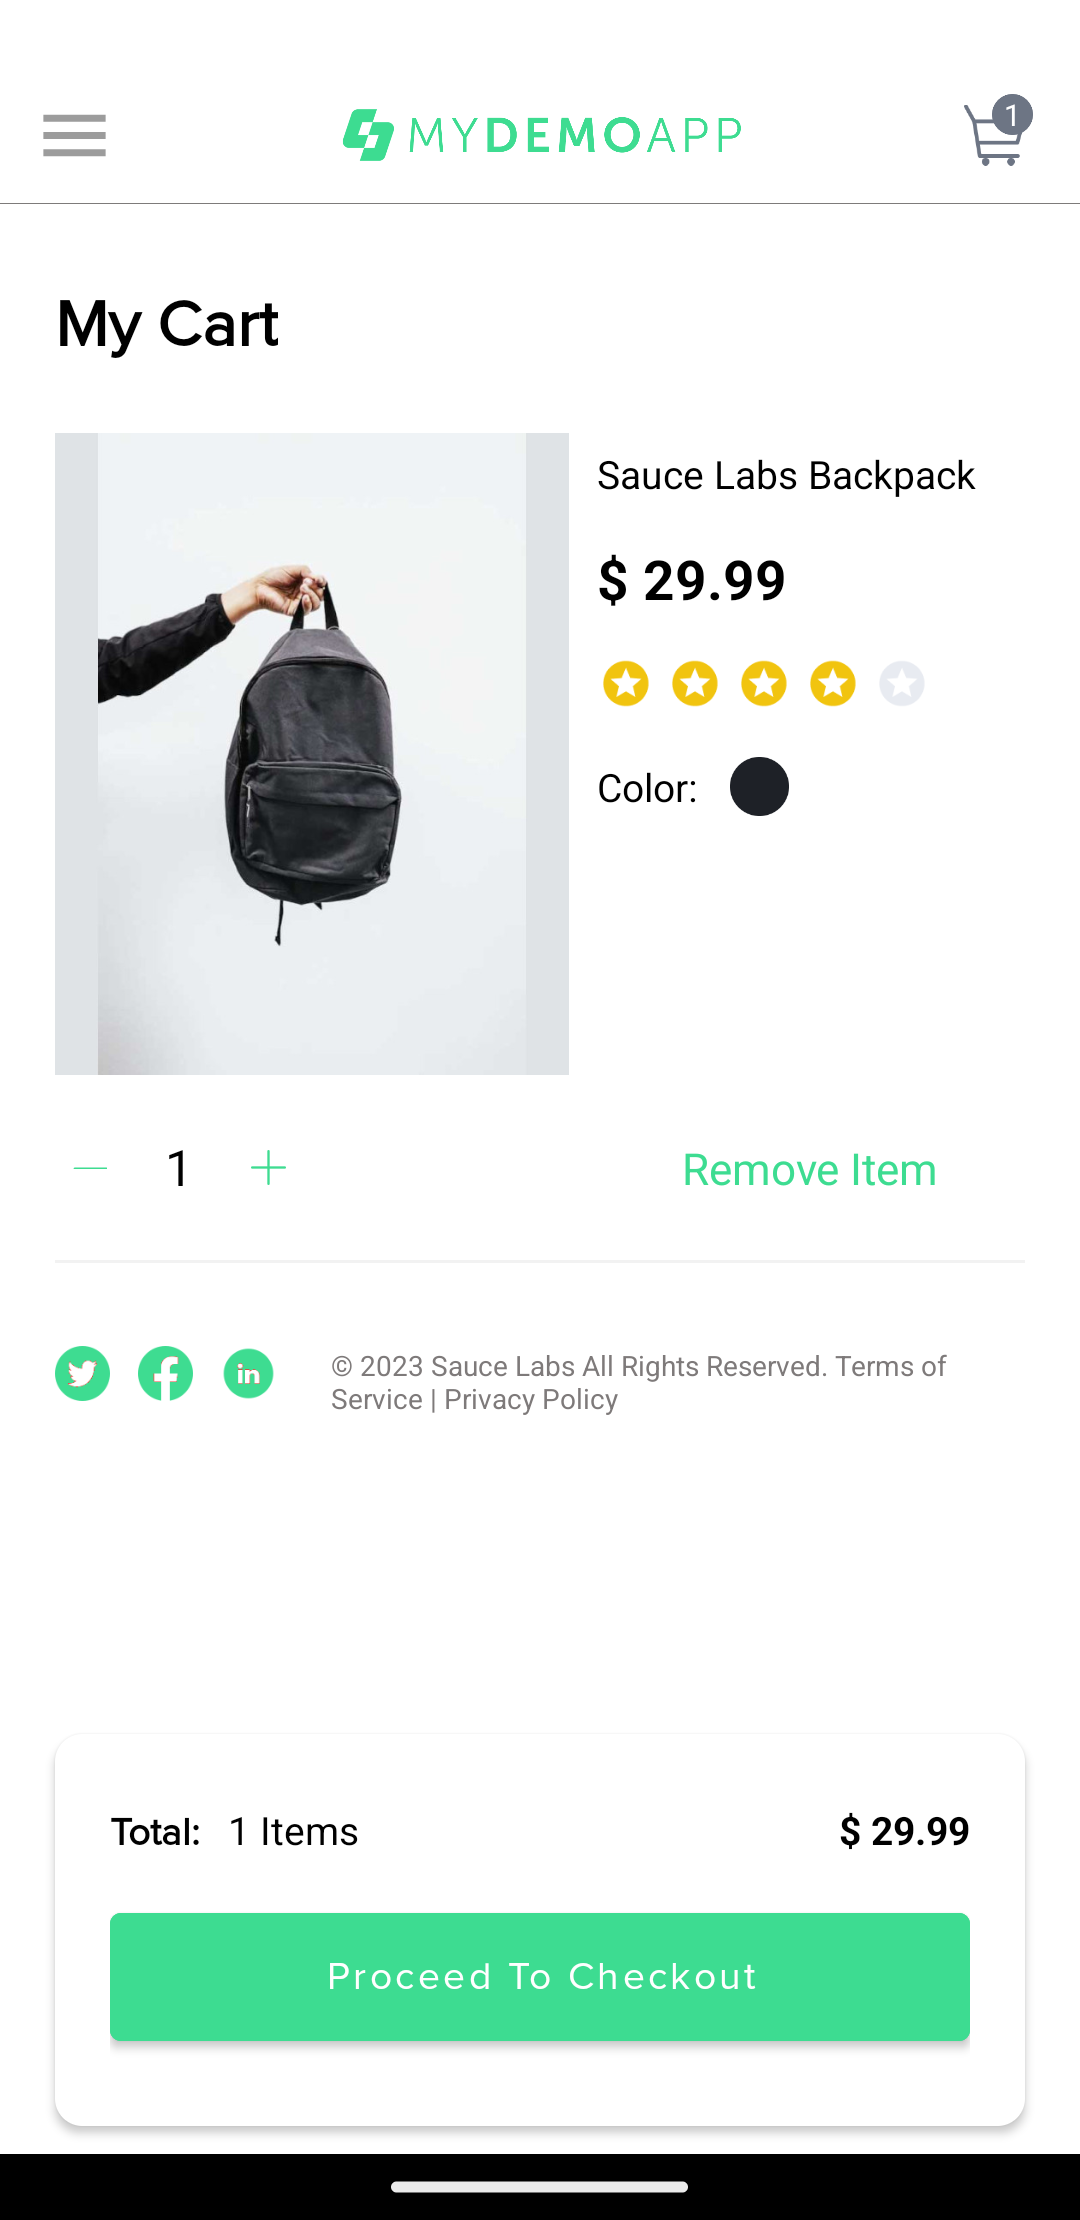 MYDEMOAPP
1
My Cart
Sauce Labs Backpack
$ 29.99
Color:
1
Remove Item
in
© 2023 Sauce Labs All Rights Reserved. Terms of
Service | Privacy Policy
Total: 1 Items
$ 29.99
Proceed To Checkout